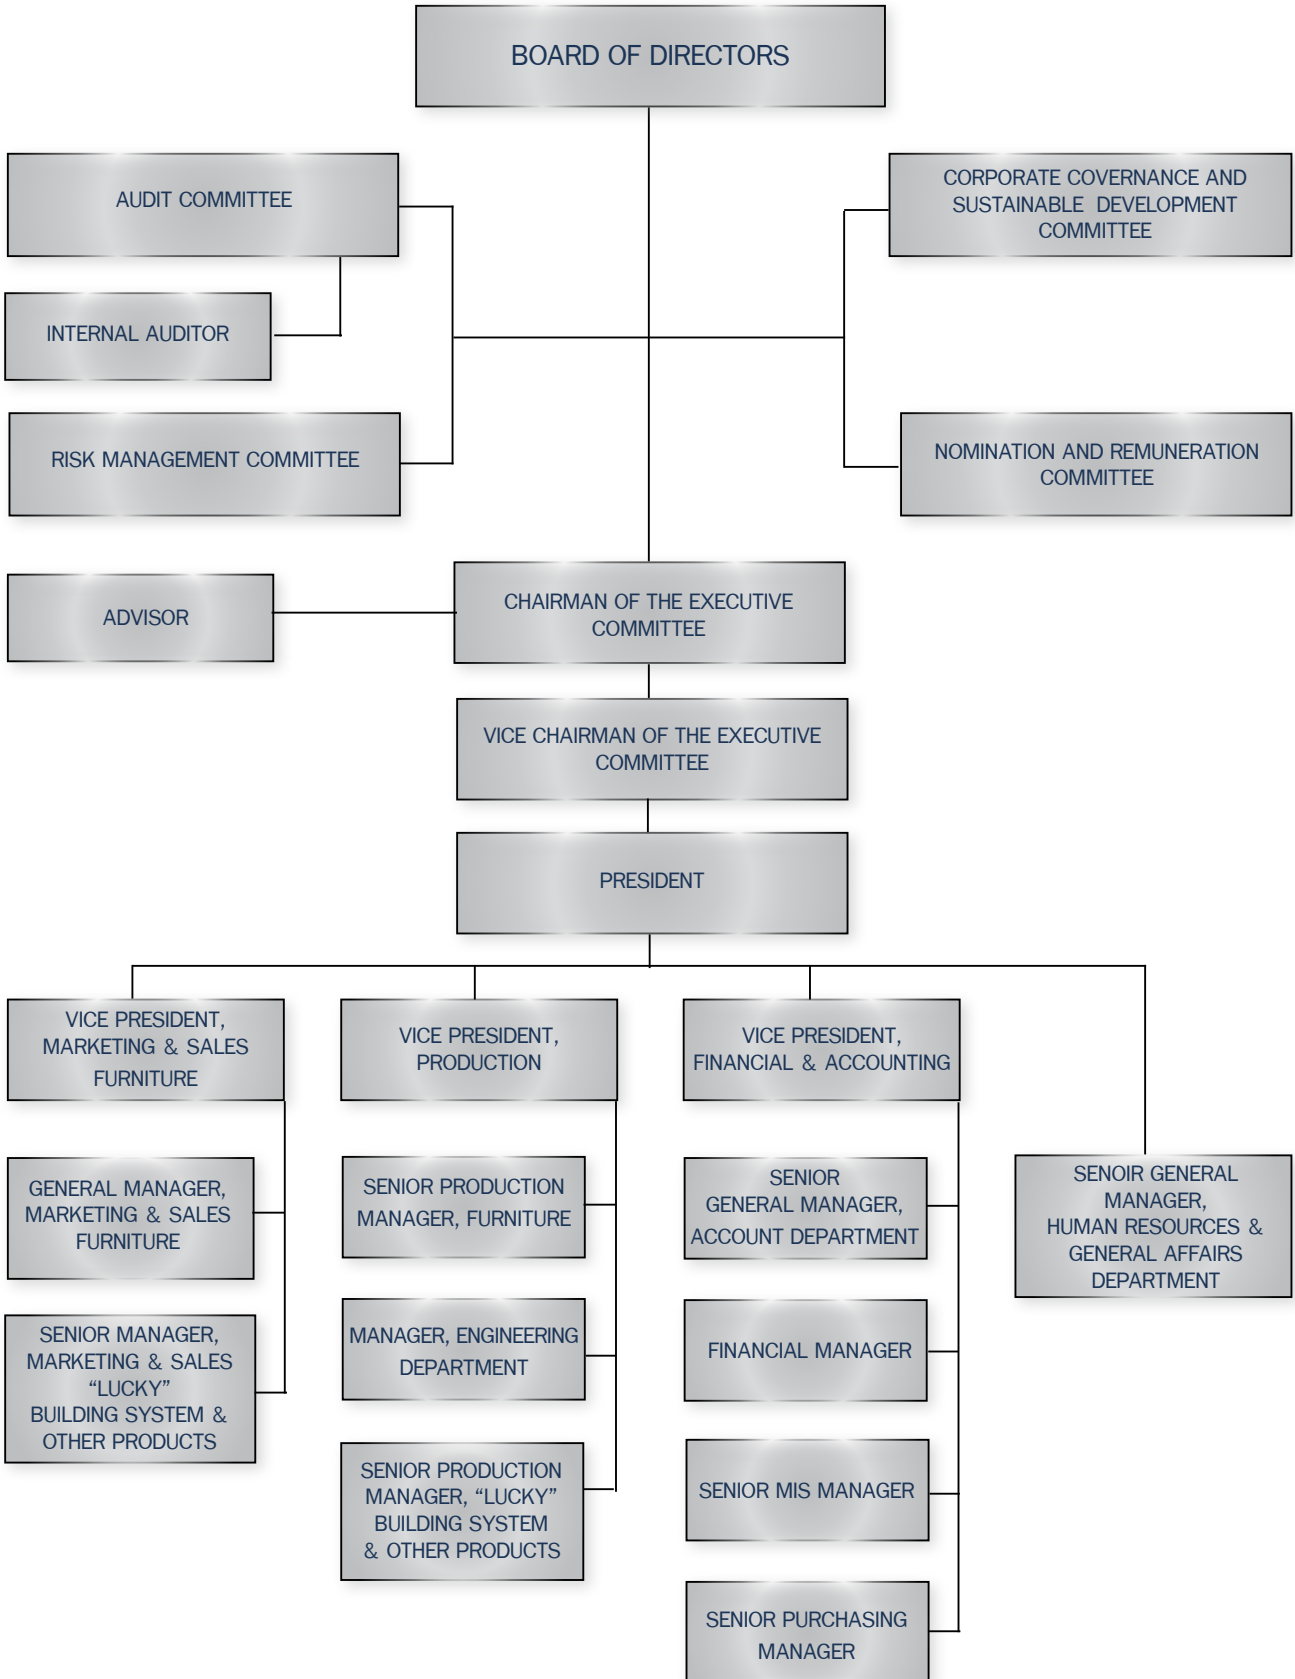 BOARD OF DIRECTORS
AUDIT COMMITTEE
CORPORATE COVERNANCE AND
SUSTAINABLE DEVELOPMENT
COMMITTEE
INTERNAL AUDITOR
RISK MANAGEMENT COMMITTEE
NOMINATION AND REMUNERATION
COMMITTEE
ADVISOR
CHAIRMAN OF THE EXECUTIVE
COMMITTEE
VICE CHAIRMAN OF THE EXECUTIVE
COMMITTEE
PRESIDENT
VICE PRESIDENT,
MARKETING & SALES
FURNITURE
VICE PRESIDENT,
PRODUCTION
VICE PRESIDENT,
FINANCIAL & ACCOUNTING
GENERAL MANAGER,
MARKETING & SALES
FURNITURE
SENIOR MANAGER,
MARKETING & SALES
“LUCKY”
BUILDING SYSTEM &
OTHER PRODUCTS
SENIOR PRODUCTION
MANAGER, FURNITURE
MANAGER, ENGINEERING
DEPARTMENT
SENIOR PRODUCTION
MANAGER, “LUCKY”
BUILDING SYSTEM
& OTHER PRODUCTS
SENIOR
GENERAL MANAGER,
ACCOUNT DEPARTMENT
FINANCIAL MANAGER
SENIOR MIS MANAGER
SENIOR PURCHASING
MANAGER
SENOIR GENERAL
MANAGER,
HUMAN RESOURCES &
GENERAL AFFAIRS
DEPARTMENT